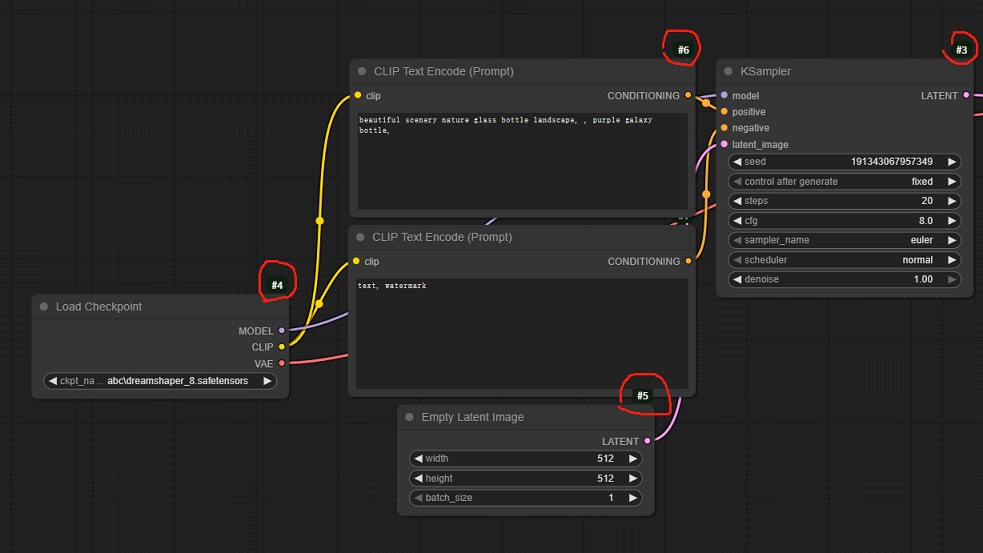 #6
CLIP Text Encode (Prompt)
clip
CONDITIONING
beautiful scenery nature glass bottle landscape, , purple galaxy
bottle,
#3
KSampler
model
LATENT
positive
negative
latent_image
seed 191343067957349
control after generate fixed
steps 20
cfg 8.0
sampler_name euler
scheduler normal
denoise 1.00
CLIP Text Encode (Prompt)
clip
CONDITIONING
text, watermark
#4
Load Checkpoint
MODEL
CLIP
VAE
ckpt_na... abc\dreamshaper_8.safetensors
#5
Empty Latent Image
LATENT
width 512
height 512
batch_size 1